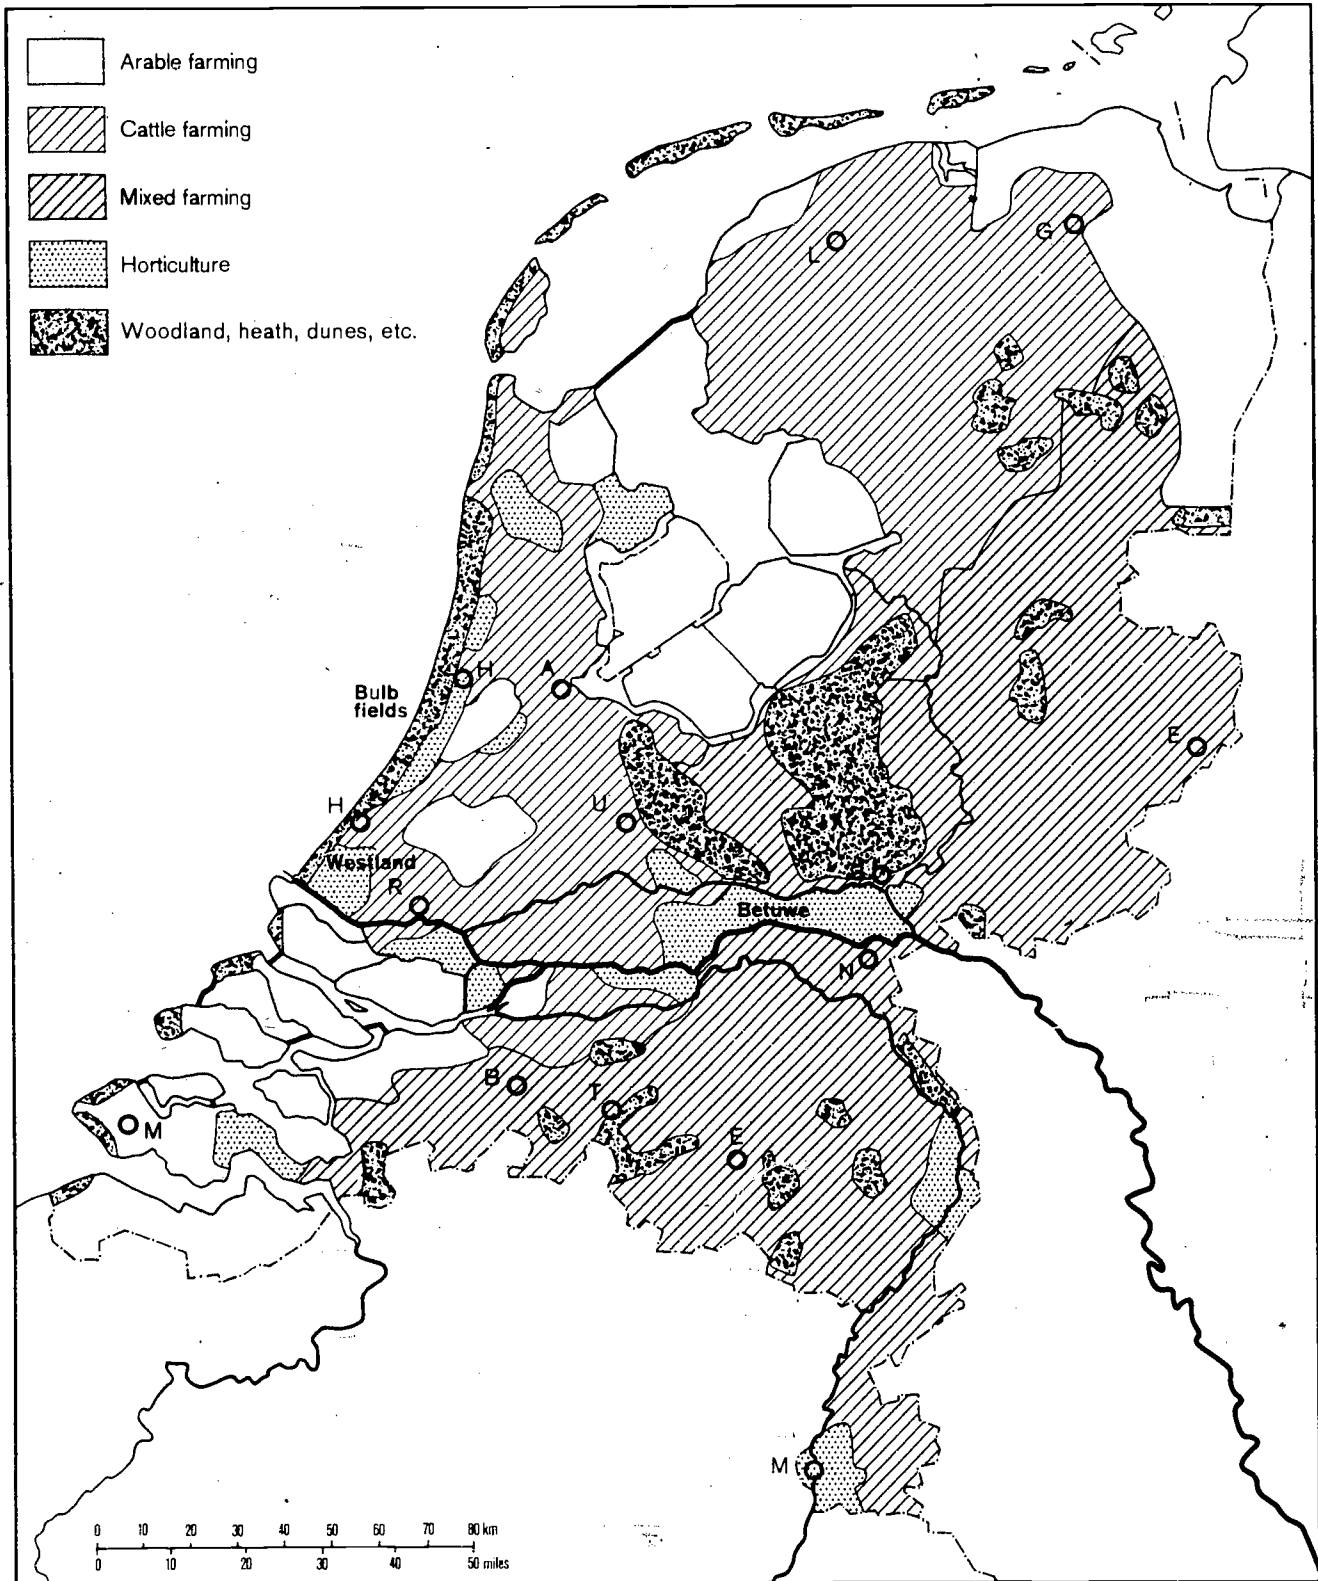 Arable farming
Cattle farming
Mixed farming
Horticulture
Woodland, heath, dunes, etc.
L
G
H
A
Bulb
fields
E
H
U
Westland
R
Betuwe
N
B
T
M
E
M
0 10 20 30 40 50 60 70 80 km
0 10 20 30 40 50 miles